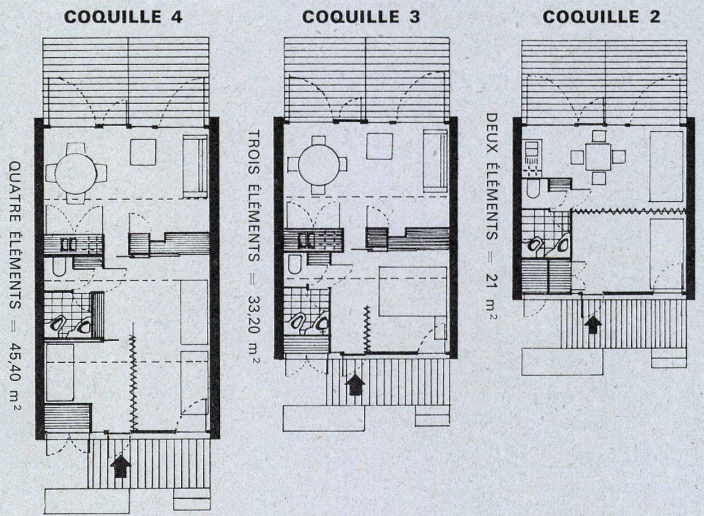 COQUILLE 4
COQUILLE 3
COQUILLE 2
QUATRE ÉLÉMENTS = 45,40 m²
TROIS ÉLÉMENTS = 33,20 m²
DEUX ÉLÉMENTS = 21 m²